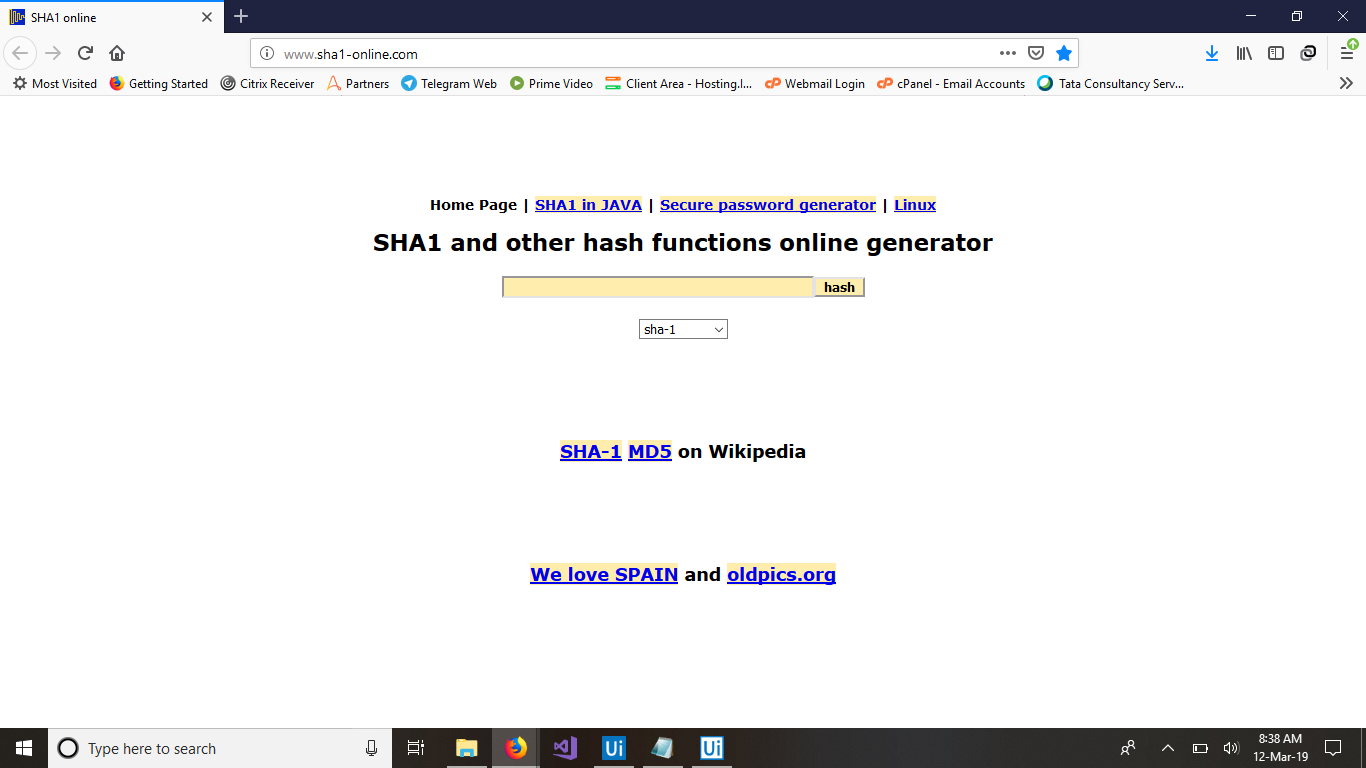 SHA1 online
www.sha1-online.com
Most Visited Getting Started Citrix Receiver Partners Telegram Web Prime Video Client Area - Hosting.I... Webmail Login cPanel - Email Accounts Tata Consultancy Serv...
Home Page | SHA1 in JAVA | Secure password generator | Linux
SHA1 and other hash functions online generator
hash
sha-1
SHA-1 MD5 on Wikipedia
We love SPAIN and oldpics.org
Type here to search
Ui
Ui
8:38 AM
12-Mar-19